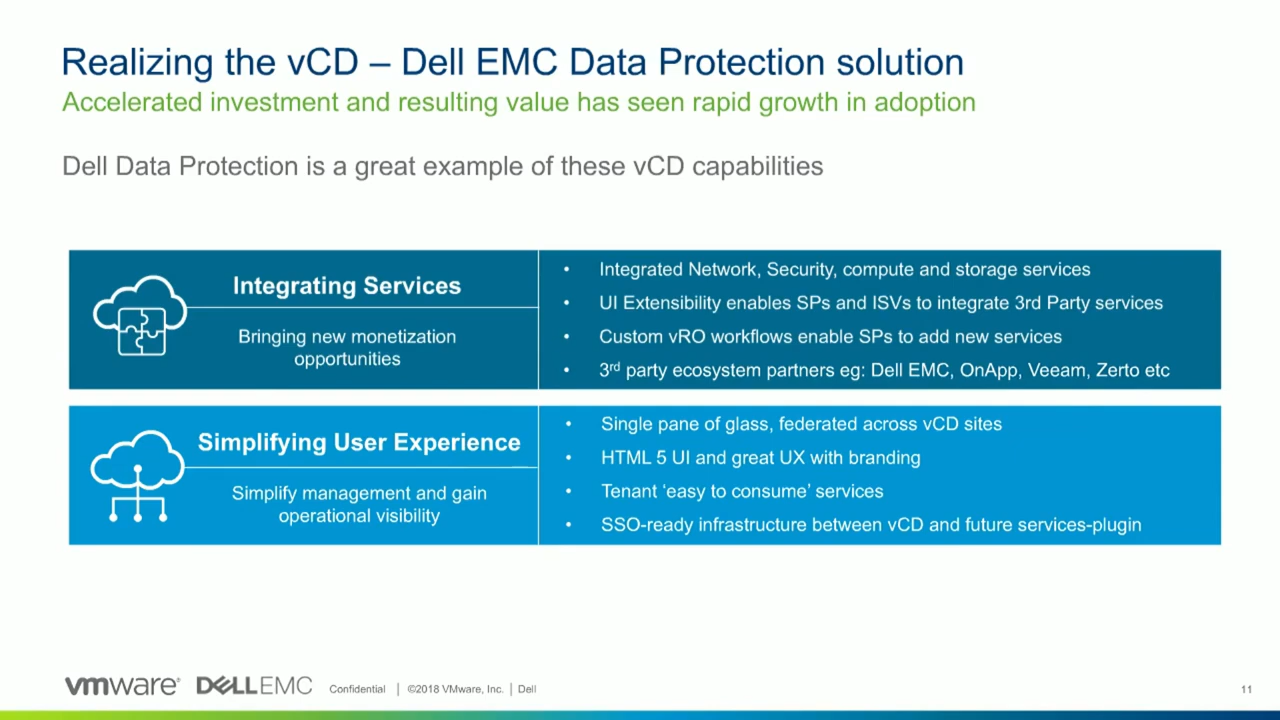 Realizing the vCD – Dell EMC Data Protection solution
Accelerated investment and resulting value has seen rapid growth in adoption
Dell Data Protection is a great example of these vCD capabilities
Integrating Services
Bringing new monetization
opportunities
• Integrated Network, Security, compute and storage services
• UI Extensibility enables SPs and ISVs to integrate 3rd Party services
• Custom vRO workflows enable SPs to add new services
• 3rd party ecosystem partners eg: Dell EMC, OnApp, Veeam, Zerto etc
Simplifying User Experience
Simplify management and gain
operational visibility
• Single pane of glass, federated across vCD sites
• HTML 5 UI and great UX with branding
• Tenant ‘easy to consume’ services
• SSO-ready infrastructure between vCD and future services-plugin
vmware® DELL EMC Confidential | ©2018 VMware, Inc. | Dell 11